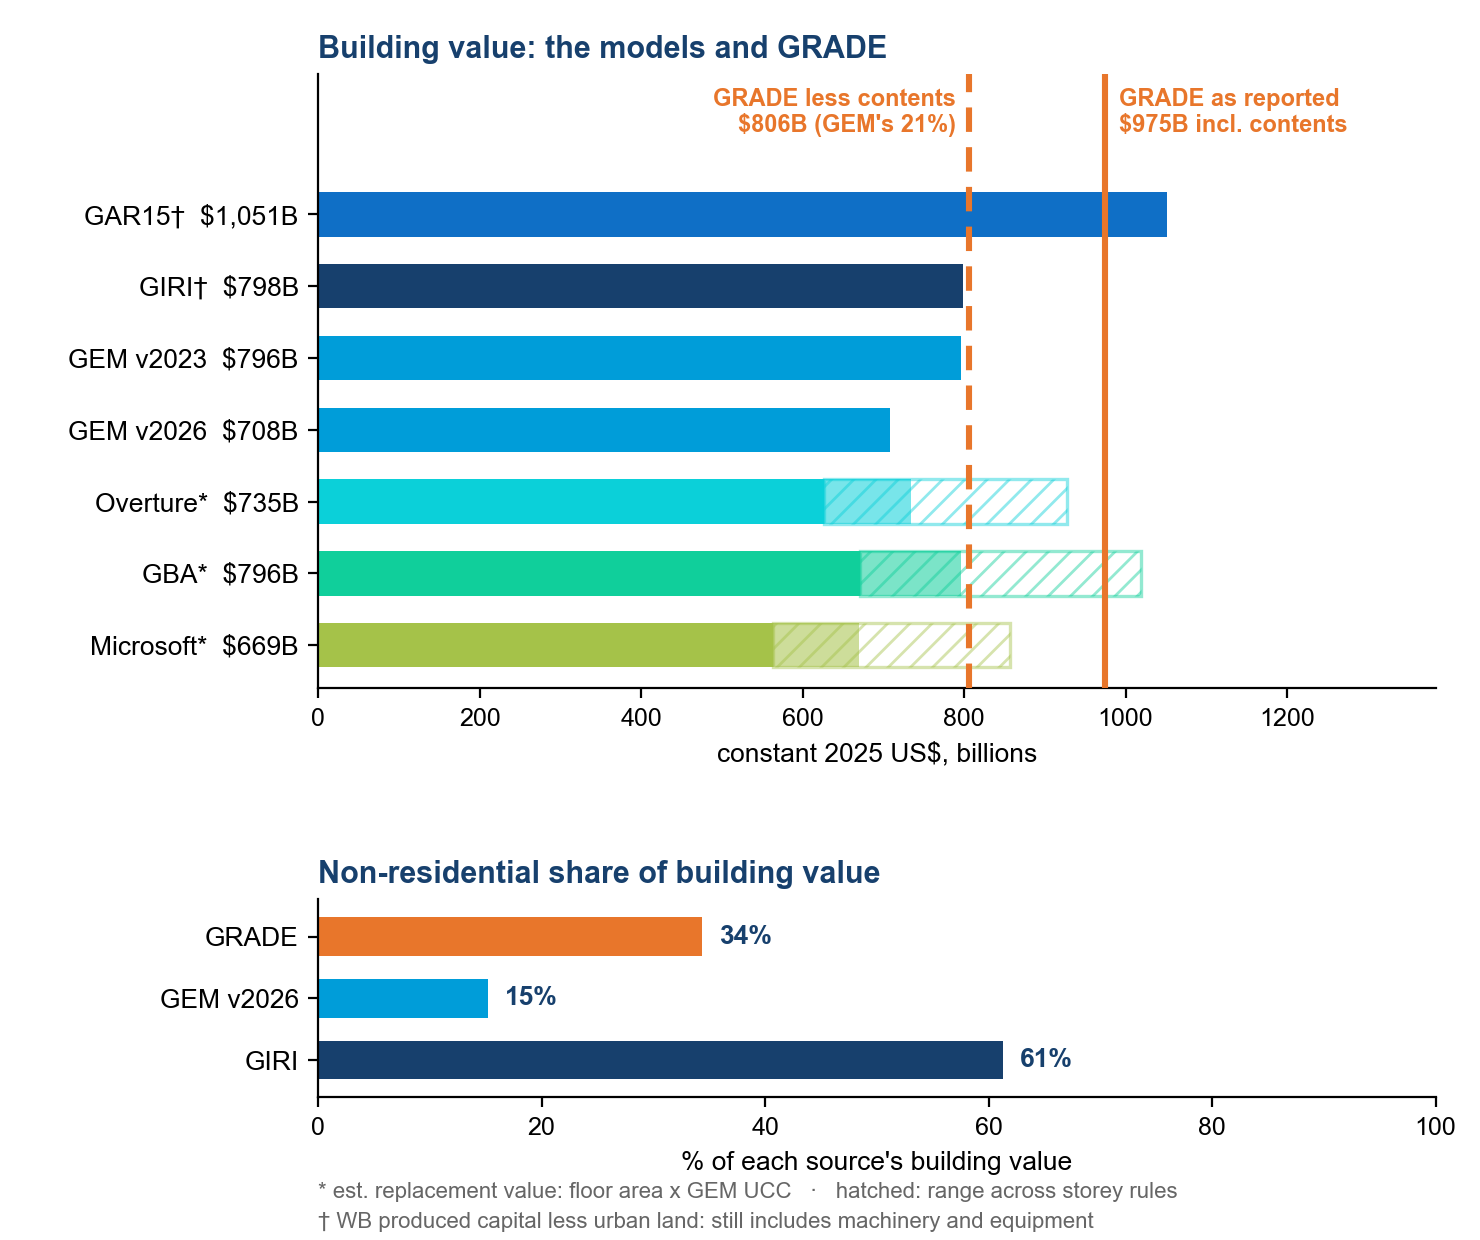 Building value: the models and GRADE
GRADE less contents
$806B (GEM's 21%)
GRADE as reported
$975B incl. contents
GAR15† $1,051B
GIRI† $798B
GEM v2023 $796B
GEM v2026 $708B
Overture* $735B
GBA* $796B
Microsoft* $669B
0 200 400 600 800 1000 1200
constant 2025 US$, billions
Non-residential share of building value
GRADE 34%
GEM v2026 15%
GIRI 61%
0 20 40 60 80 100
% of each source's building value
* est. replacement value: floor area x GEM UCC · hatched: range across storey rules
† WB produced capital less urban land: still includes machinery and equipment